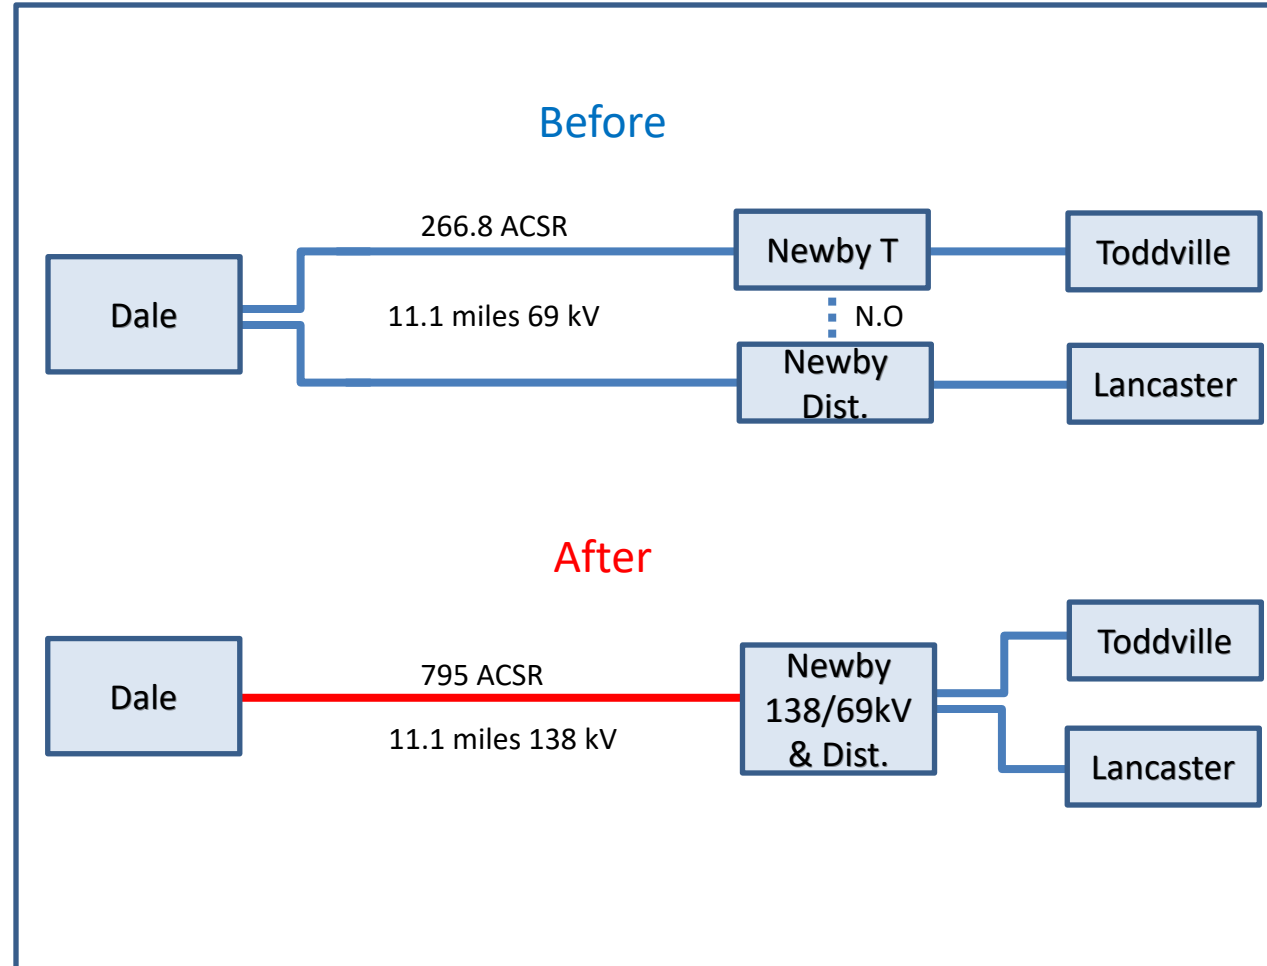 Before
266.8 ACSR
Dale
Newby T
Toddville
11.1 miles 69 kV
N.O
Newby
Dist.
Lancaster
After
795 ACSR
Dale
11.1 miles 138 kV
Newby
138/69kV
& Dist.
Toddville
Lancaster